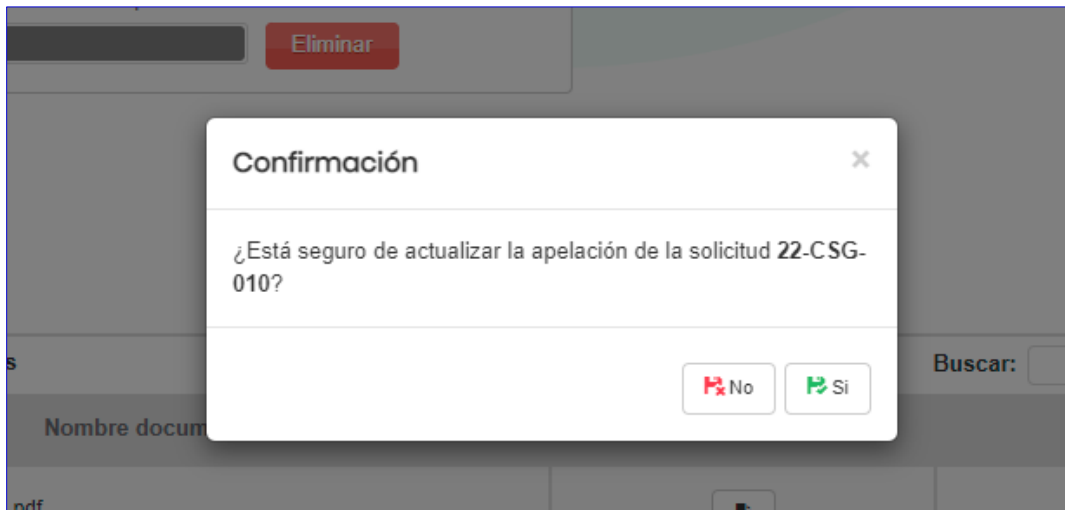 Eliminar
Confirmación ×
¿Está seguro de actualizar la apelación de la solicitud 22-CSG-
010?
No Si
s
Buscar:
Nombre docum
pdf